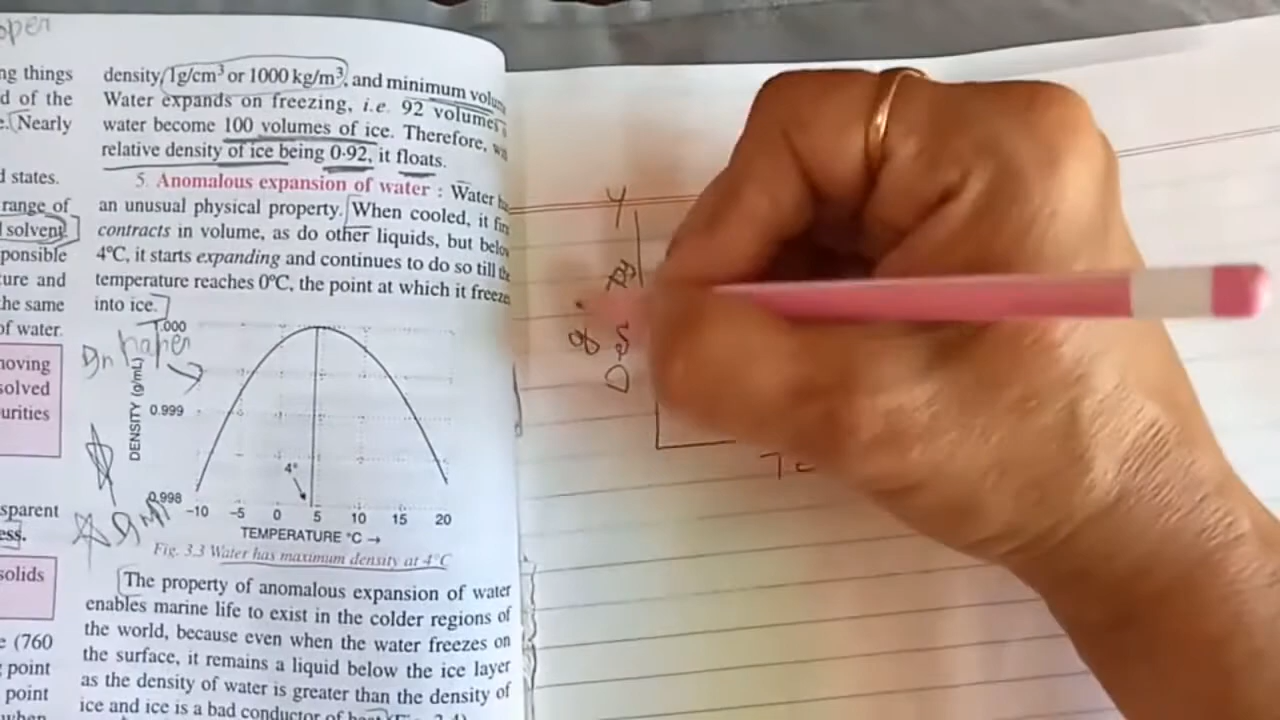 oper
ng things
d of the
e. Nearly
d states.
range of
solvent
ponsible
ture and
he same
of water.
noving
solved
urities
sparent
ess.
solids
e (760
point
point
when
density 1g/cm³ or 1000 kg/m³, and minimum volu
Water expands on freezing, i.e. 92 volumes
water become 100 volumes of ice. Therefore, w
relative density of ice being 0·92, it floats.
5. Anomalous expansion of water : Water h
an unusual physical property. When cooled, it fir
contracts in volume, as do other liquids, but belo
4°C, it starts expanding and continues to do so till th
temperature reaches 0°C, the point at which it freeze
into ice.
1.000
DENSITY (g/mL)
0.999
4°
0.998
-10 -5 0 5 10 15 20
TEMPERATURE °C →
Fig. 3.3 Water has maximum density at 4°C
The property of anomalous expansion of water
enables marine life to exist in the colder regions of
the world, because even when the water freezes on
the surface, it remains a liquid below the ice layer
as the density of water is greater than the density of
ice and ice is a bad conductor of heat
Y
of